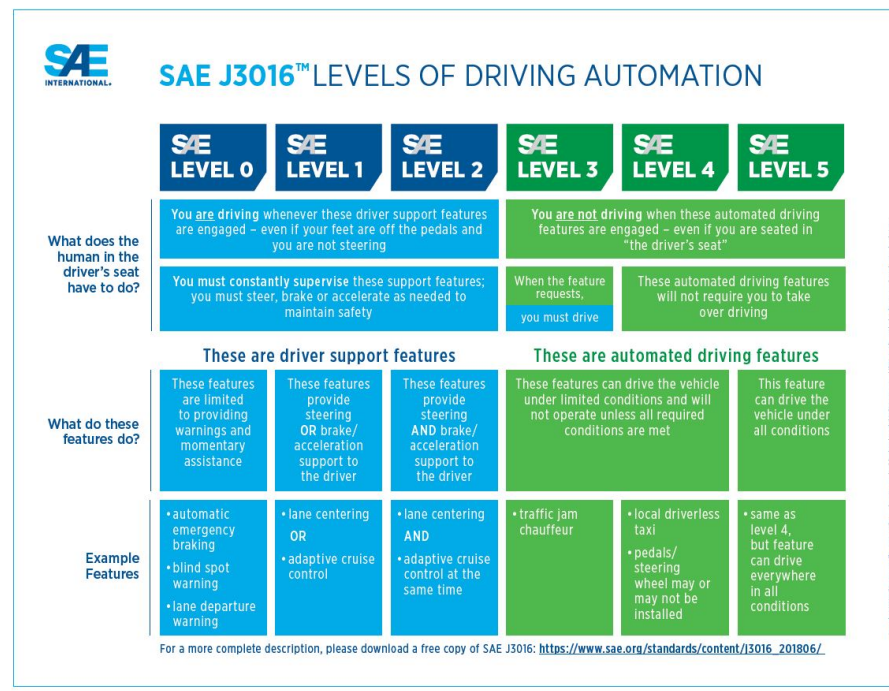 SAE
INTERNATIONAL®
SAE J3016™ LEVELS OF DRIVING AUTOMATION
SAE
LEVEL 0
SAE
LEVEL 1
SAE
LEVEL 2
SAE
LEVEL 3
SAE
LEVEL 4
SAE
LEVEL 5
What does the
human in the
driver's seat
have to do?
You are driving whenever these driver support features
are engaged – even if your feet are off the pedals and
you are not steering
You are not driving when these automated driving
features are engaged – even if you are seated in
“the driver's seat”
You must constantly supervise these support features;
you must steer, brake or accelerate as needed to
maintain safety
When the feature
requests,
you must drive
These automated driving features
will not require you to take
over driving
These are driver support features
These are automated driving features
What do these
features do?
These features
are limited
to providing
warnings and
momentary
assistance
These features
provide
steering
OR brake/
acceleration
support to
the driver
These features
provide
steering
AND brake/
acceleration
support to
the driver
These features can drive the vehicle
under limited conditions and will
not operate unless all required
conditions are met
This feature
can drive the
vehicle under
all conditions
Example
Features
• automatic
emergency
braking
• blind spot
warning
• lane departure
warning
• lane centering
OR
• adaptive cruise
control
• lane centering
AND
• adaptive cruise
control at the
same time
• traffic jam
chauffeur
• local driverless
taxi
• pedals/
steering
wheel may or
may not be
installed
• same as
level 4,
but feature
can drive
everywhere
in all
conditions
For a more complete description, please download a free copy of SAE J3016: https://www.sae.org/standards/content/j3016_201806/